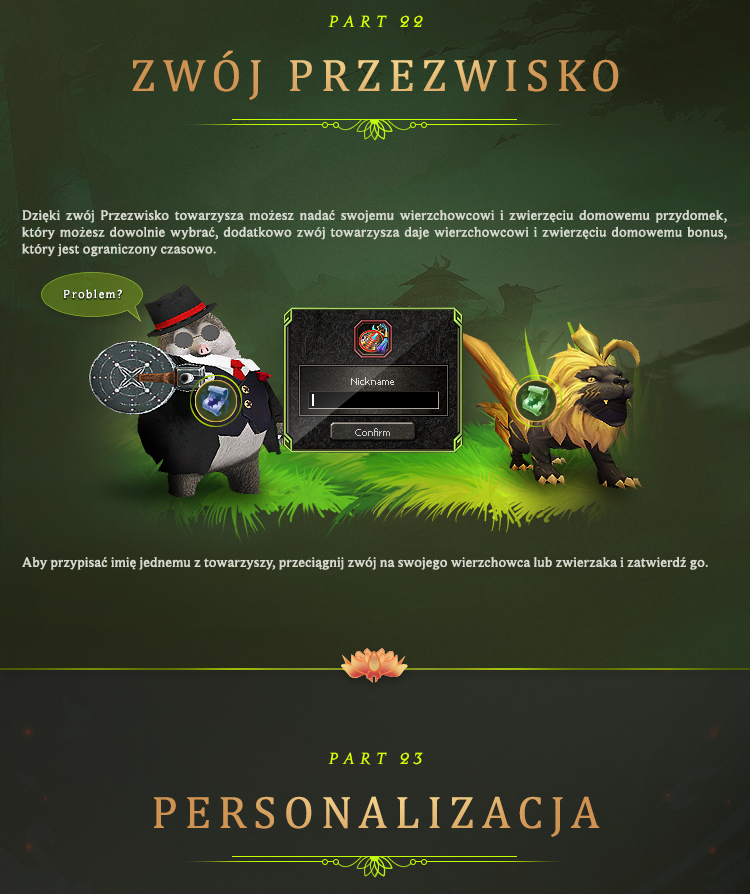 PART 22
ZWÓJ PRZEZWISKO
Dzięki zwój Przezwisko towarzysza możesz nadać swojemu wierzchowcowi i zwierzęciu domowemu przydomek,
który możesz dowolnie wybrać, dodatkowo zwój towarzysza daje wierzchowcowi i zwierzęciu domowemu bonus,
który jest ograniczony czasowo.
Problem?
Nickname
Confirm
Aby przypisać imię jednemu z towarzyszy, przeciągnij zwój na swojego wierzchowca lub zwierzaka i zatwierdź go.
PART 23
PERSONALIZACJA